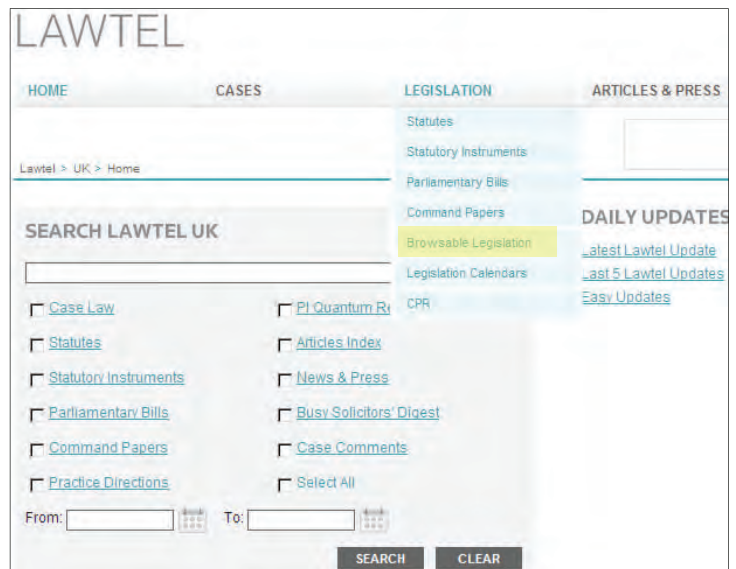 LAWTEL
HOME CASES LEGISLATION ARTICLES & PRESS
Statutes
Statutory Instruments
Parliamentary Bills
Command Papers
Browsable Legislation
Legislation Calendars
CPR
Lawtel > UK > Home
SEARCH LAWTEL UK
Case Law PI Quantum
Statutes Articles Index
Statutory Instruments News & Press
Parliamentary Bills Busy Solicitors' Digest
Command Papers Case Comments
Practice Directions Select All
From: To:
SEARCH CLEAR
DAILY UPDATES
Latest Lawtel Update
Last 5 Lawtel Updates
Easy Updates